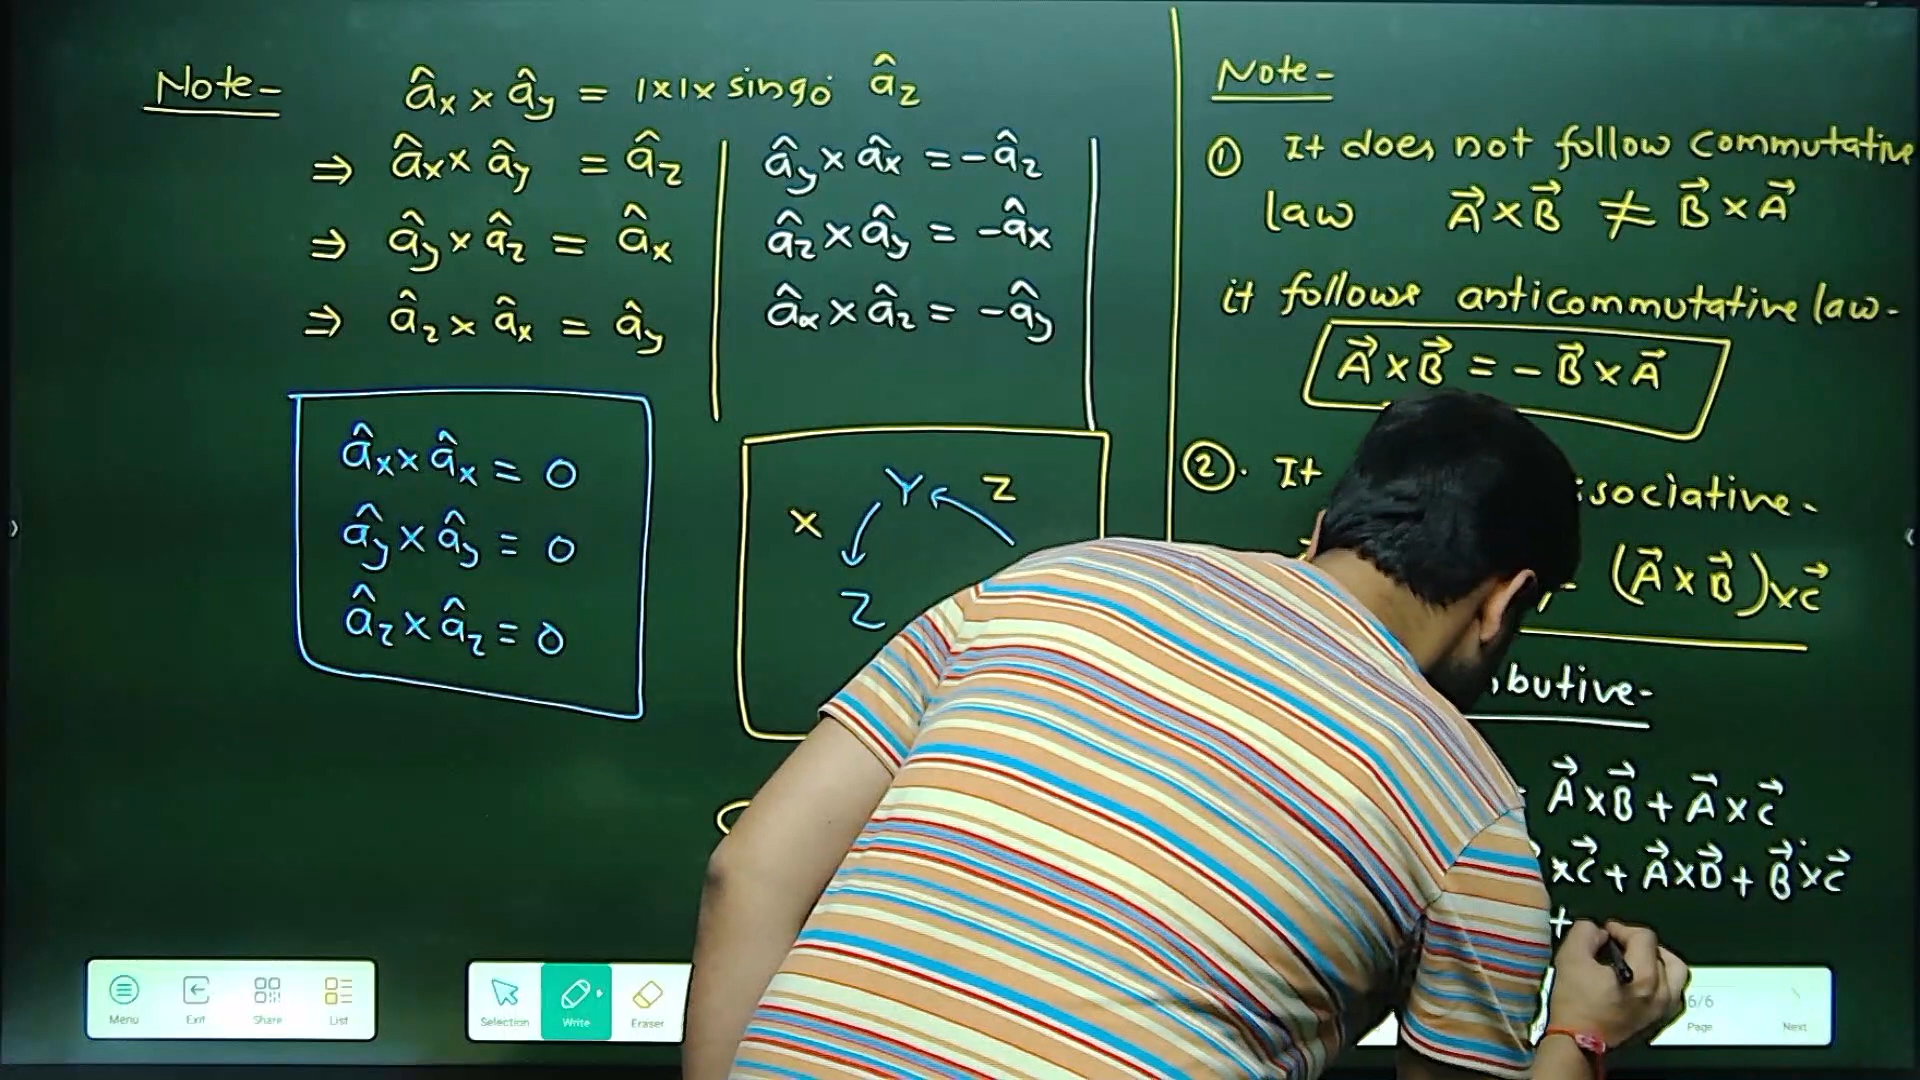 Note-
âx × ây = 1×1× sin90° âz
⇒ âx × ây = âz
⇒ ây × âz = âx
⇒ âz × âx = ây
ây × âx = -âz
âz × ây = -âx
âx × âz = -ây
âx × âx = 0
ây × ây = 0
âz × âz = 0
X Y Z
Z
Note-
① It does not follow commutative
law A⃗ × B⃗ ≠ B⃗ × A⃗
it follows anticommutative law-
A⃗ × B⃗ = - B⃗ × A⃗
②. It
(A⃗ × B⃗) × C⃗
A⃗ × B⃗ + A⃗ × C⃗
× C⃗ + A⃗ × D⃗ + B⃗ × C⃗
+
Menu Exit Share List
Selection Write Eraser
6/6
Page Next